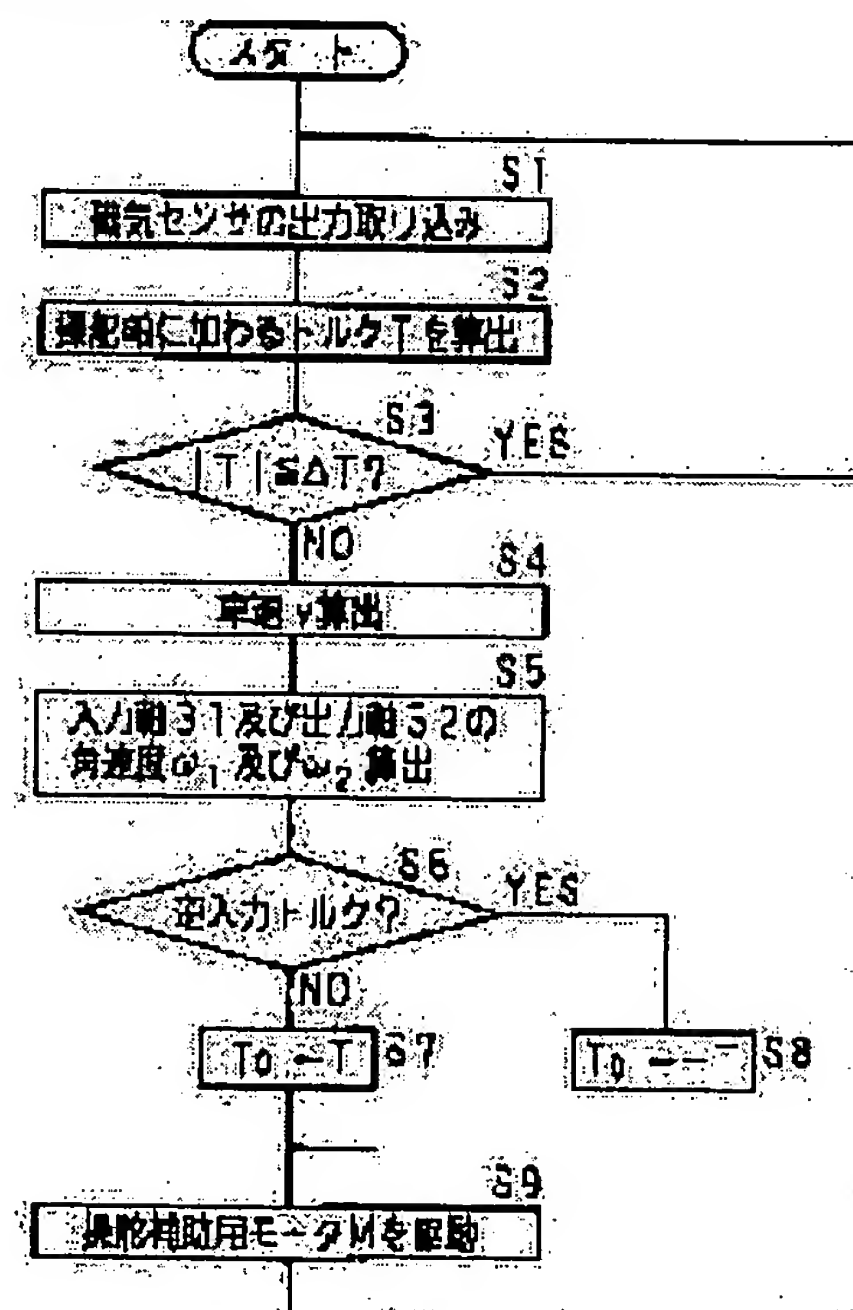 スタート
S1
磁気センサの出力取り込み
S2
操舵軸に加わるトルクTを算出
S3
|T|≦ΔT?
YES
NO
S4
車速v算出
S5
入力軸31及び出力軸32の
角速度ω1及びω2算出
S6
逆入力トルク?
YES
NO
To ←T
S7
To ←-T
S8
S9
操舵補助用モータMを駆動